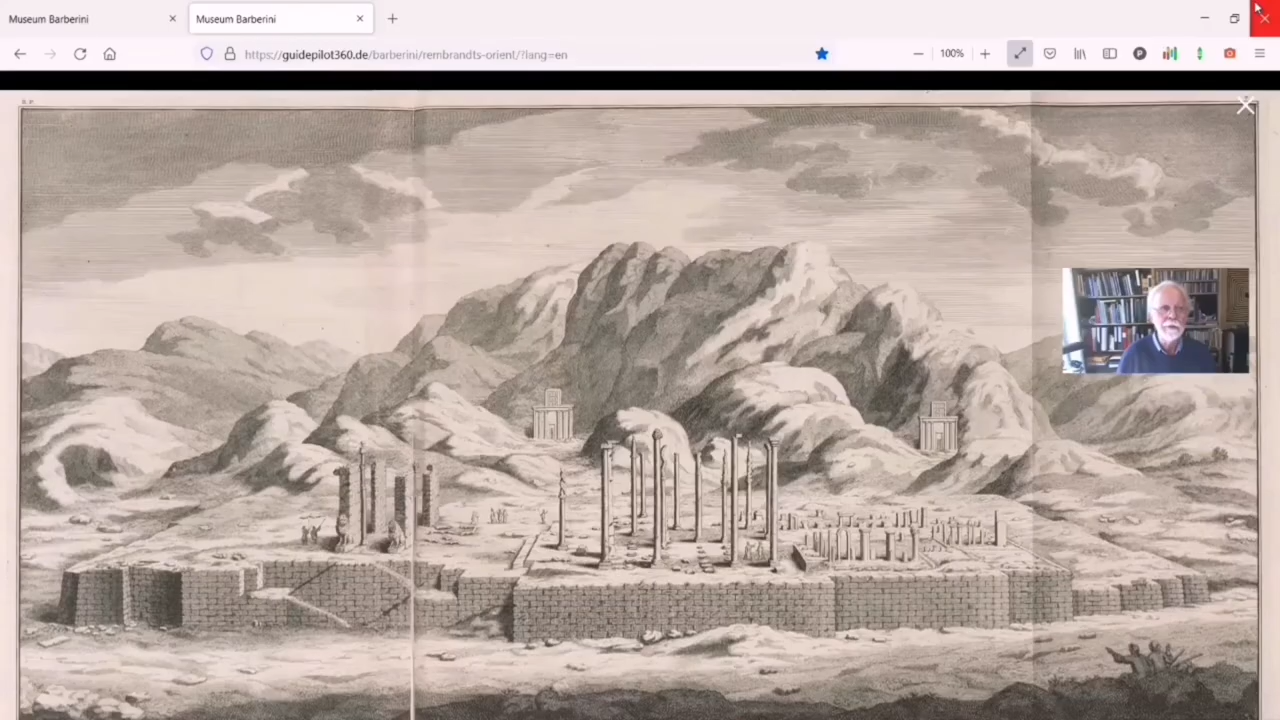 Museum Barberini
Museum Barberini
https://guidepilot360.de/barberini/rembrandts-orient/?lang=en
100%